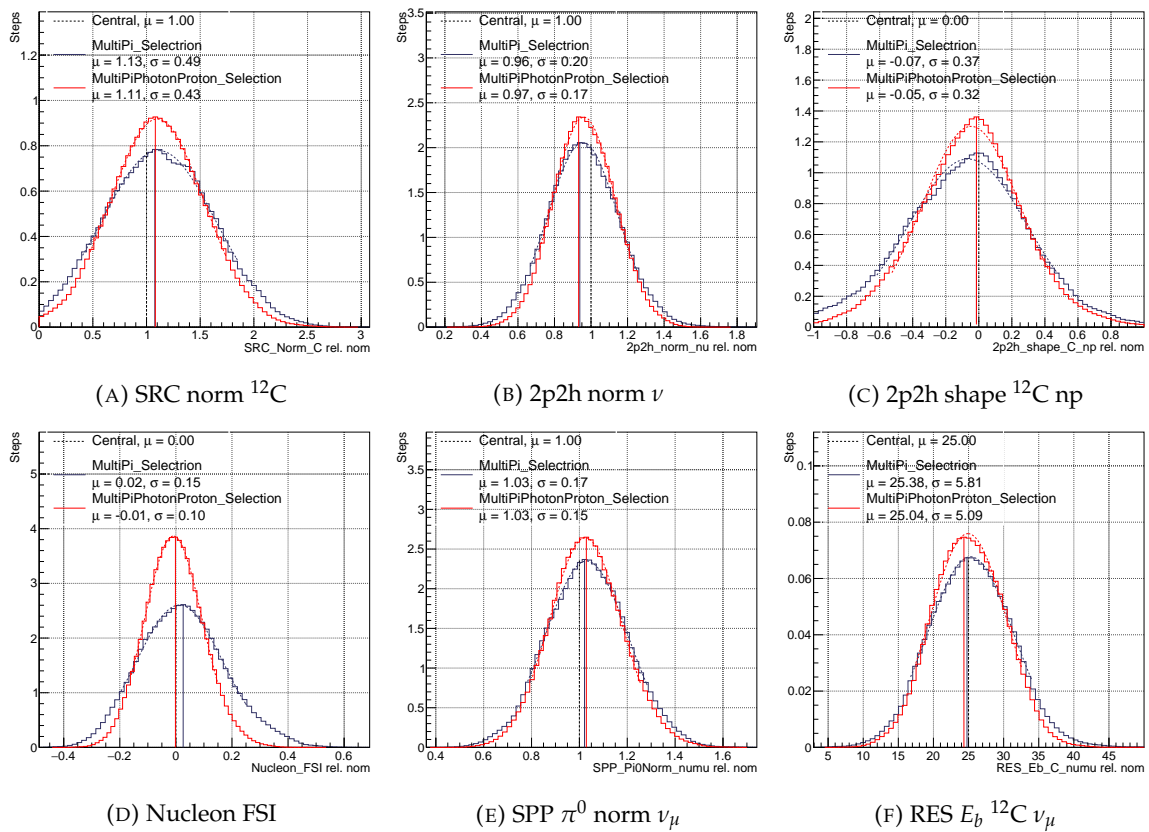 Steps
Central, μ = 1.00
MultiPi_Selectrion
μ = 1.13, σ = 0.49
MultiPiPhotonProton_Selection
μ = 1.11, σ = 0.43
1.2
1
0.8
0.6
0.4
0.2
0
0 0.5 1 1.5 2 2.5 3
SRC_Norm_C rel. nom
(A) SRC norm ¹²C
Steps
Central, μ = 1.00
MultiPi_Selectrion
μ = 0.96, σ = 0.20
MultiPiPhotonProton_Selection
μ = 0.97, σ = 0.17
3.5
3
2.5
2
1.5
1
0.5
0
0.2 0.4 0.6 0.8 1 1.2 1.4 1.6 1.8
2p2h_norm_nu rel. nom
(B) 2p2h norm ν
Steps
Central, μ = 0.00
MultiPi_Selectrion
μ = -0.07, σ = 0.37
MultiPiPhotonProton_Selection
μ = -0.05, σ = 0.32
2
1.8
1.6
1.4
1.2
1
0.8
0.6
0.4
0.2
0
−1 −0.8 −0.6 −0.4 −0.2 0 0.2 0.4 0.6 0.8
2p2h_shape_C_np rel. nom
(C) 2p2h shape ¹²C np
Steps
Central, μ = 0.00
MultiPi_Selectrion
μ = 0.02, σ = 0.15
MultiPiPhotonProton_Selection
μ = -0.01, σ = 0.10
5
4
3
2
1
0
−0.4 −0.2 0 0.2 0.4 0.6
Nucleon_FSI rel. nom
(D) Nucleon FSI
Steps
Central, μ = 1.00
MultiPi_Selectrion
μ = 1.03, σ = 0.17
MultiPiPhotonProton_Selection
μ = 1.03, σ = 0.15
3.5
3
2.5
2
1.5
1
0.5
0
0.4 0.6 0.8 1 1.2 1.4 1.6
SPP_Pi0Norm_numu rel. nom
(E) SPP π⁰ norm νμ
Steps
Central, μ = 25.00
MultiPi_Selectrion
μ = 25.38, σ = 5.81
MultiPiPhotonProton_Selection
μ = 25.04, σ = 5.09
0.1
0.08
0.06
0.04
0.02
0
5 10 15 20 25 30 35 40 45
RES_Eb_C_numu rel. nom
(F) RES E_b ¹²C νμ